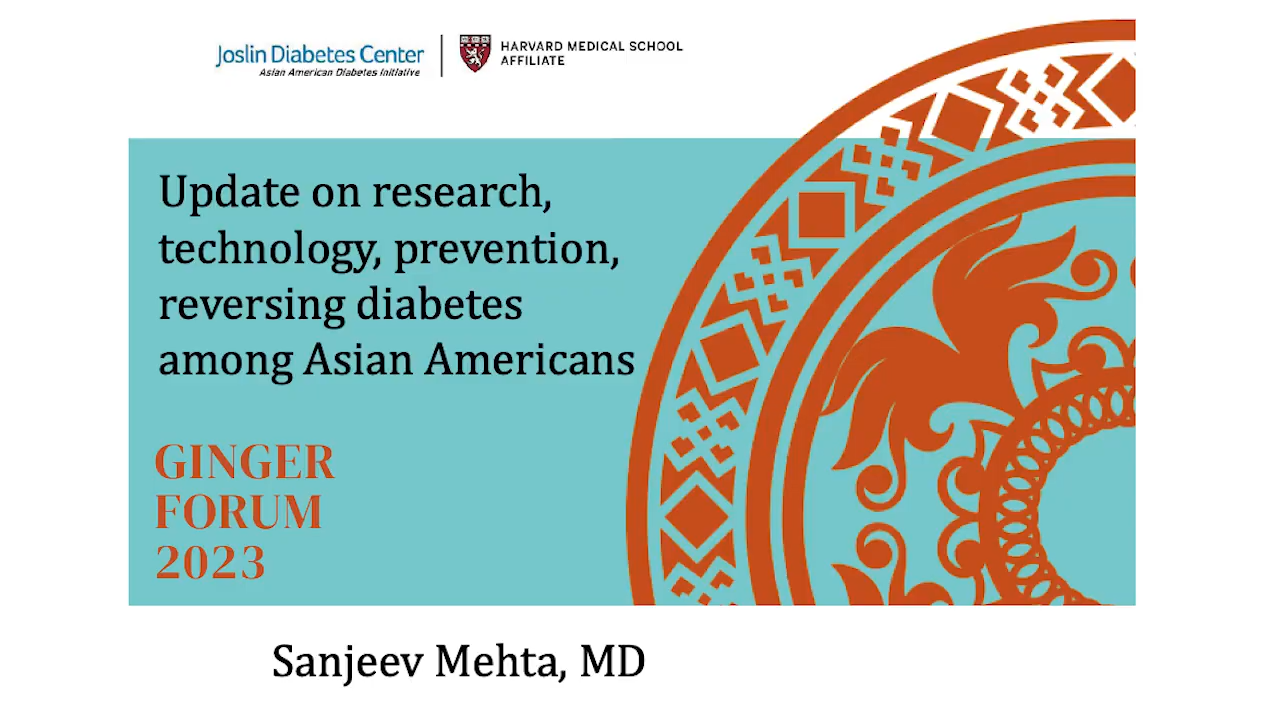 Joslin Diabetes Center
Asian American Diabetes Initiative
HARVARD MEDICAL SCHOOL
AFFILIATE
Update on research,
technology, prevention,
reversing diabetes
among Asian Americans
GINGER
FORUM
2023
Sanjeev Mehta, MD